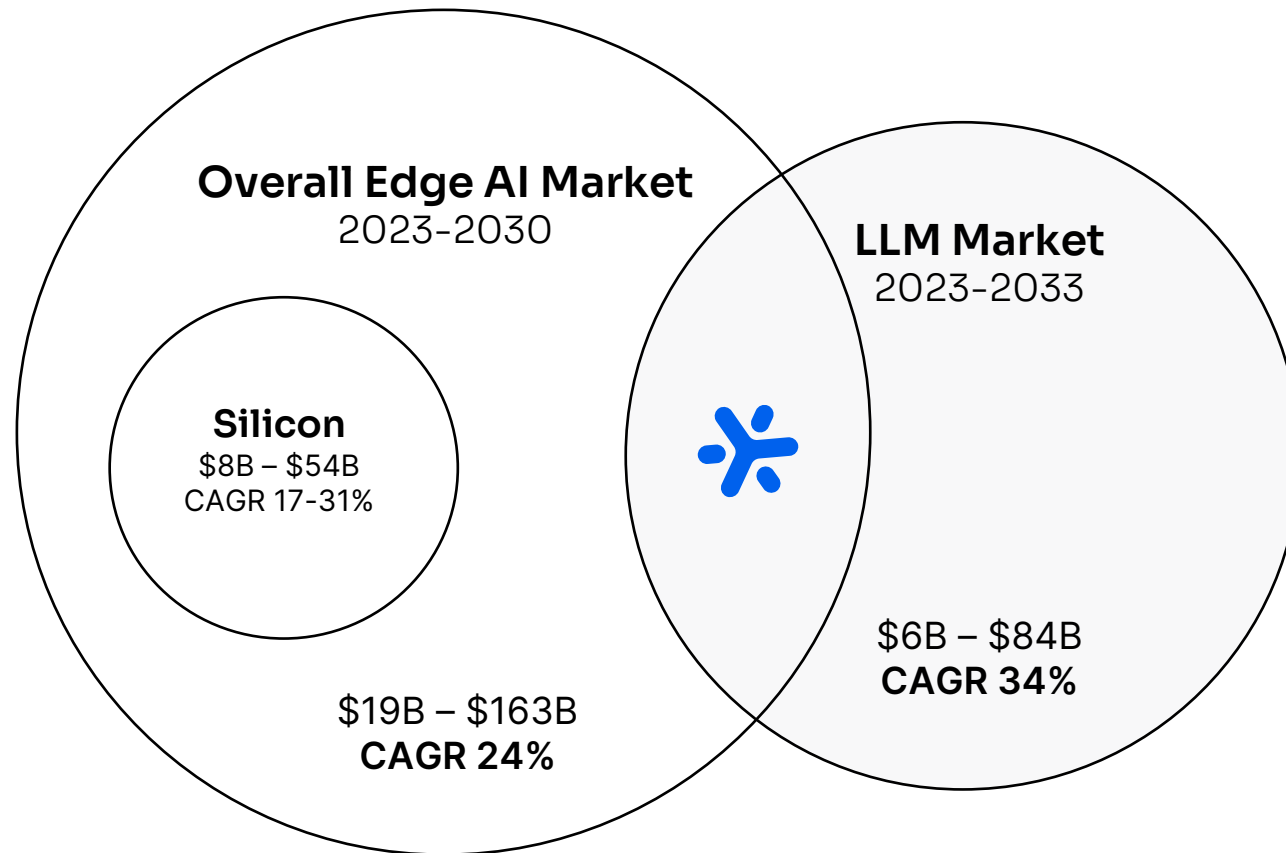 Overall Edge AI Market
2023-2030
Silicon
$8B – $54B
CAGR 17-31%
$19B – $163B
CAGR 24%
LLM Market
2023-2033
$6B – $84B
CAGR 34%